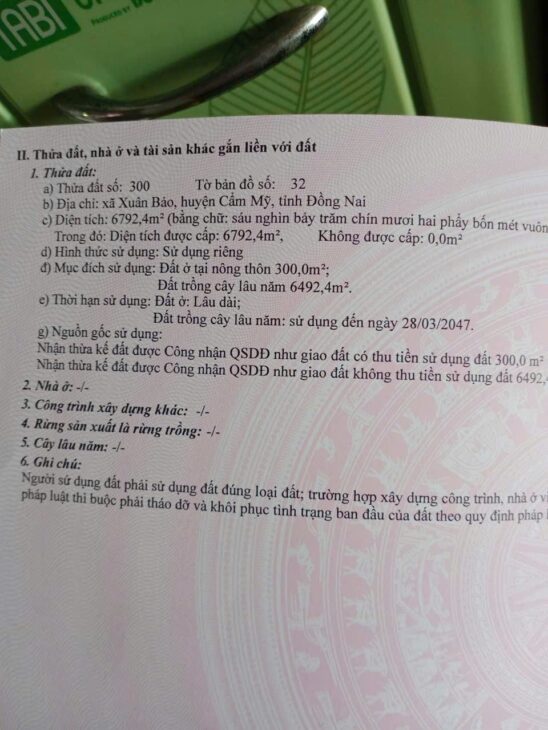 TABI
PRODUCED BY
II. Thửa đất, nhà ở và tài sản khác gắn liền với đất
1. Thửa đất:
a) Thửa đất số: 300 Tờ bản đồ số: 32
b) Địa chỉ: xã Xuân Bảo, huyện Cẩm Mỹ, tỉnh Đồng Nai
c) Diện tích: 6792,4m² (bằng chữ: sáu nghìn bảy trăm chín mươi hai phẩy bốn mét vuôn
Trong đó: Diện tích được cấp: 6792,4m², Không được cấp: 0,0m²
d) Hình thức sử dụng: Sử dụng riêng
đ) Mục đích sử dụng: Đất ở tại nông thôn 300,0m²;
Đất trồng cây lâu năm 6492,4m².
e) Thời hạn sử dụng: Đất ở: Lâu dài;
Đất trồng cây lâu năm: sử dụng đến ngày 28/03/2047.
g) Nguồn gốc sử dụng:
Nhận thừa kế đất được Công nhận QSDĐ như giao đất có thu tiền sử dụng đất 300,0 m²
Nhận thừa kế đất được Công nhận QSDĐ như giao đất không thu tiền sử dụng đất 6492,
2. Nhà ở: -/-
3. Công trình xây dựng khác: -/-
4. Rừng sản xuất là rừng trồng: -/-
5. Cây lâu năm: -/-
6. Ghi chú:
Người sử dụng đất phải sử dụng đất đúng loại đất; trường hợp xây dựng công trình, nhà ở v
pháp luật thì buộc phải tháo dỡ và khôi phục tình trạng ban đầu của đất theo quy định pháp